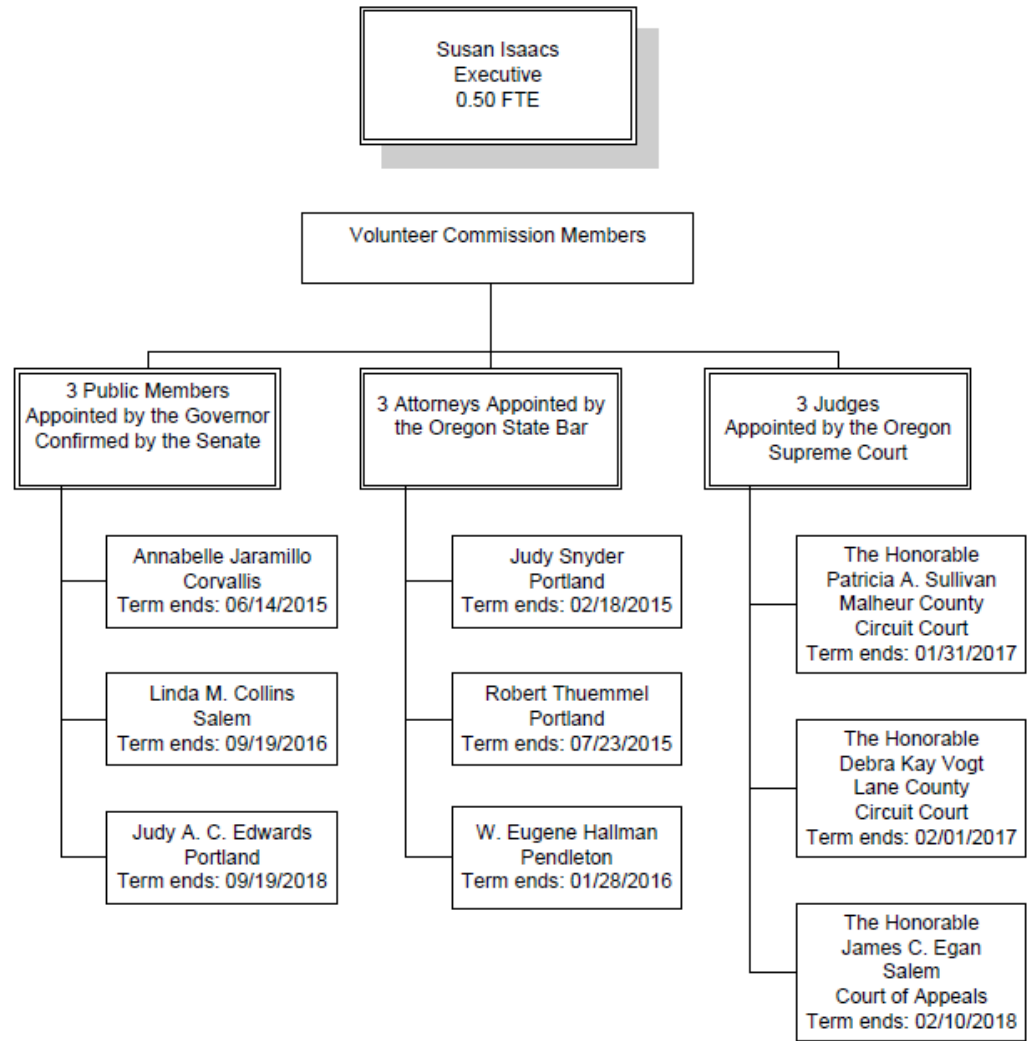 Susan Isaacs
Executive
0.50 FTE
Volunteer Commission Members
3 Public Members
Appointed by the Governor
Confirmed by the Senate
3 Attorneys Appointed by
the Oregon State Bar
3 Judges
Appointed by the Oregon
Supreme Court
Annabelle Jaramillo
Corvallis
Term ends: 06/14/2015
Linda M. Collins
Salem
Term ends: 09/19/2016
Judy A. C. Edwards
Portland
Term ends: 09/19/2018
Judy Snyder
Portland
Term ends: 02/18/2015
Robert Thuemmel
Portland
Term ends: 07/23/2015
W. Eugene Hallman
Pendleton
Term ends: 01/28/2016
The Honorable
Patricia A. Sullivan
Malheur County
Circuit Court
Term ends: 01/31/2017
The Honorable
Debra Kay Vogt
Lane County
Circuit Court
Term ends: 02/01/2017
The Honorable
James C. Egan
Salem
Court of Appeals
Term ends: 02/10/2018